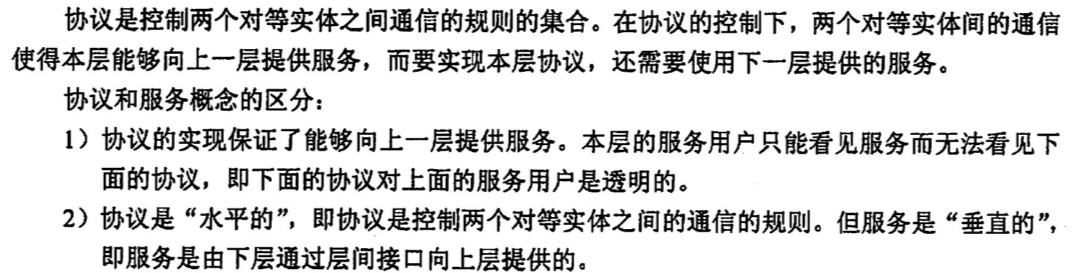 协议是控制两个对等实体之间通信的规则的集合。在协议的控制下，两个对等实体间的通信
使得本层能够向上一层提供服务，而要实现本层协议，还需要使用下一层提供的服务。
协议和服务概念的区分：
1）协议的实现保证了能够向上一层提供服务。本层的服务用户只能看见服务而无法看见下
面的协议，即下面的协议对上面的服务用户是透明的。
2）协议是“水平的”，即协议是控制两个对等实体之间的通信的规则。但服务是“垂直的”，
即服务是由下层通过层间接口向上层提供的。